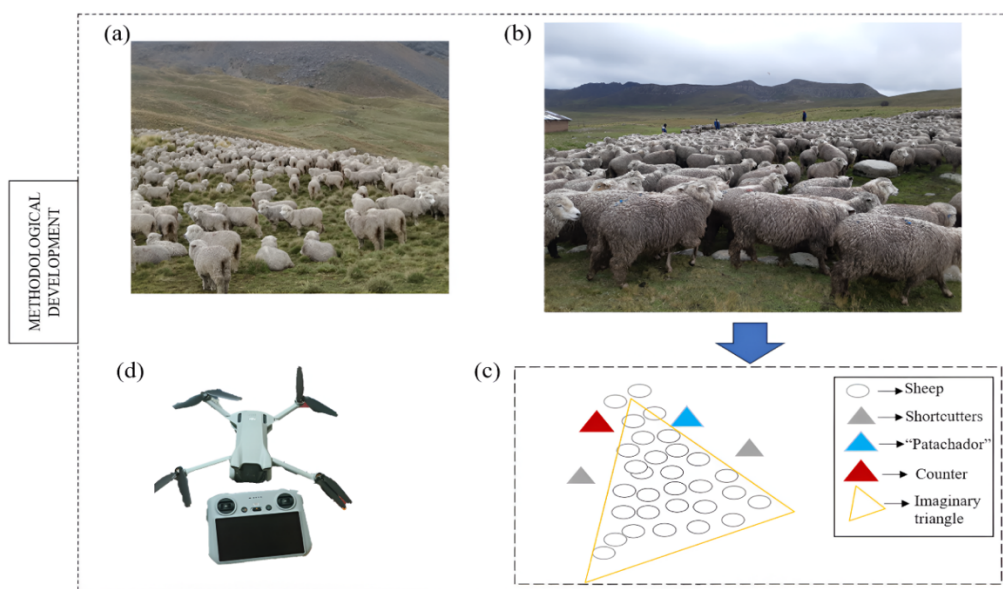 METHODOLOGICAL
DEVELOPMENT
(a)
(b)
(d)
(c)
Sheep
Shortcutters
“Patachador”
Counter
Imaginary
triangle